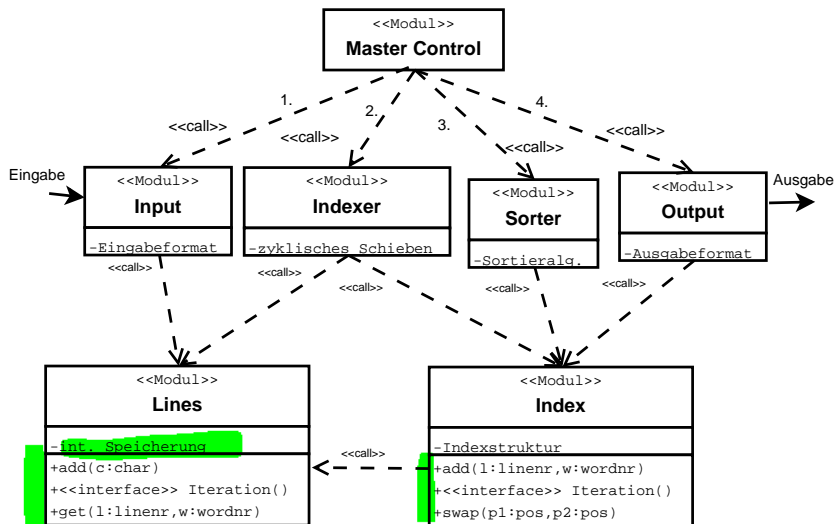 <<Modul>>
Master Control
1.
2.
3.
4.
<<call>>
<<call>>
<<call>>
<<call>>
Eingabe
<<Modul>>
Input
-Eingabeformat
<<Modul>>
Indexer
-zyklisches Schieben
<<Modul>>
Sorter
-Sortieralg.
<<Modul>>
Output
-Ausgabeformat
Ausgabe
<<call>>
<<call>>
<<call>>
<<call>>
<<call>>
<<Modul>>
Lines
-int. Speicherung
+add(c:char)
+<<interface>> Iteration()
+get(l:linenr,w:wordnr)
<<call>>
<<Modul>>
Index
-Indexstruktur
+add(l:linenr,w:wordnr)
+<<interface>> Iteration()
+swap(p1:pos,p2:pos)